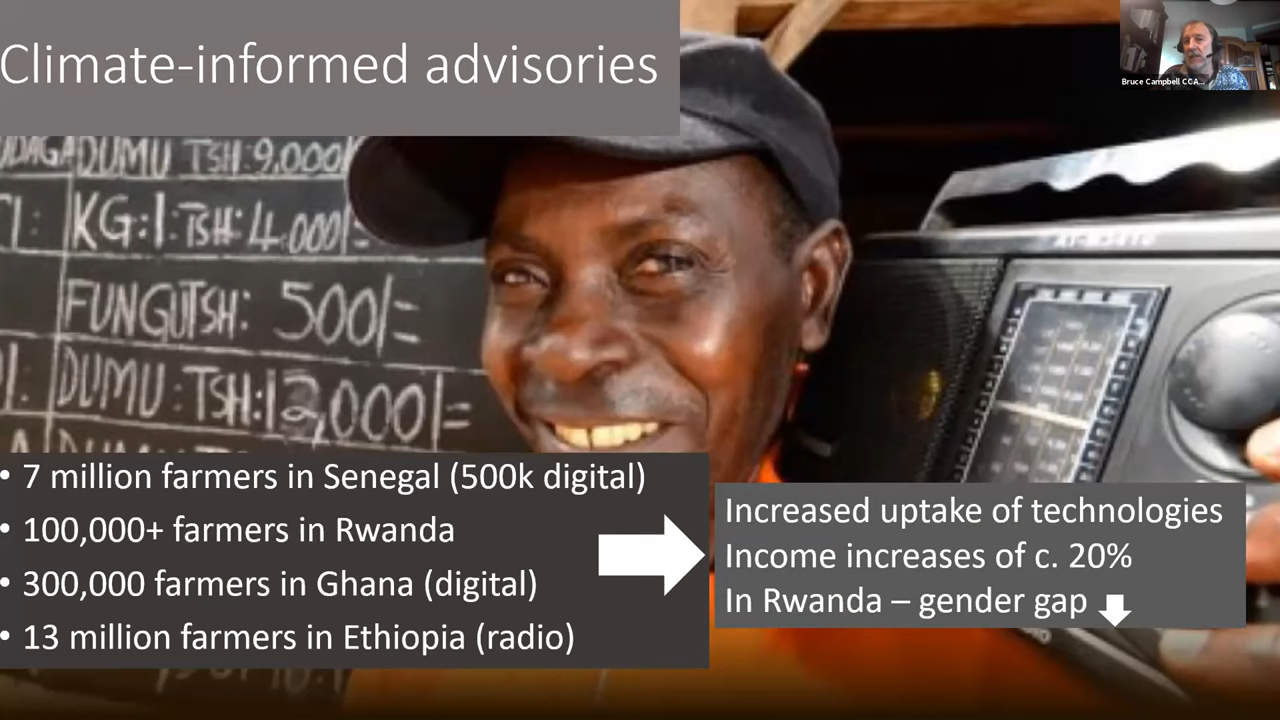 Climate-informed advisories
Bruce Campbell CCA...
DUMU TSH:9,000/
KG:1:TSH:4,000/=
FUNGUTSH: 500/=
DUMU:TSH:12,000/=
• 7 million farmers in Senegal (500k digital)
• 100,000+ farmers in Rwanda
• 300,000 farmers in Ghana (digital)
• 13 million farmers in Ethiopia (radio)
Increased uptake of technologies
Income increases of c. 20%
In Rwanda – gender gap